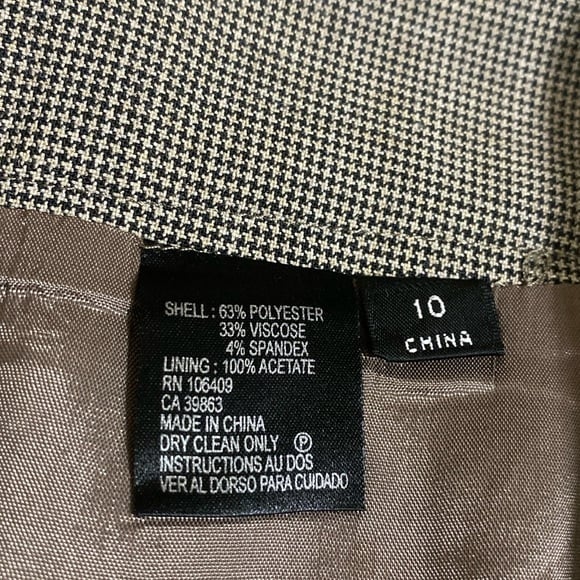 SHELL : 63% POLYESTER
33% VISCOSE
4% SPANDEX
LINING : 100% ACETATE
RN 106409
CA 39863
MADE IN CHINA
DRY CLEAN ONLY Ⓟ
INSTRUCTIONS AU DOS
VER AL DORSO PARA CUIDADO
10
CHINA